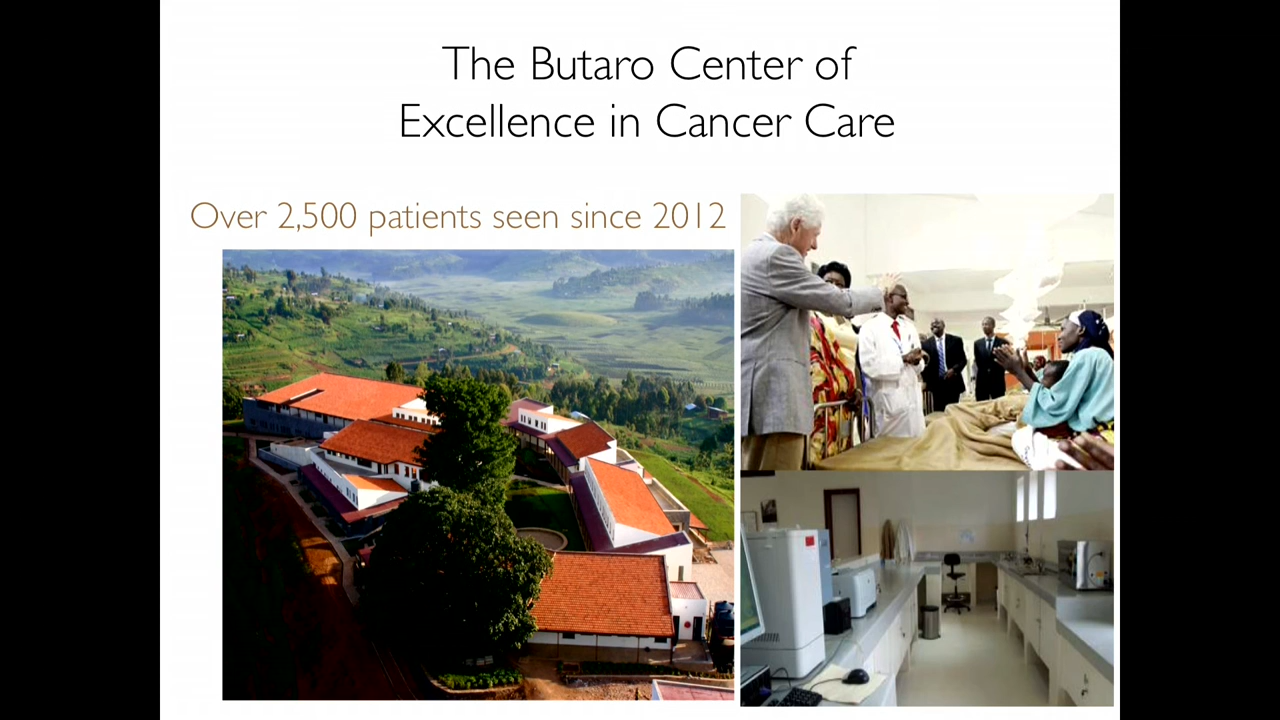 The Butaro Center of
Excellence in Cancer Care
Over 2,500 patients seen since 2012